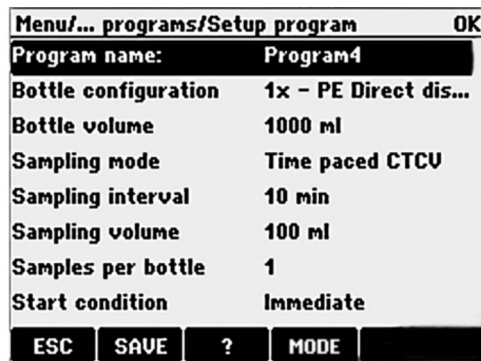 Menu/... programs/Setup program OK
Program name: Program4
Bottle configuration 1x - PE Direct dis...
Bottle volume 1000 ml
Sampling mode Time paced CTCV
Sampling interval 10 min
Sampling volume 100 ml
Samples per bottle 1
Start condition Immediate
ESC SAVE ? MODE